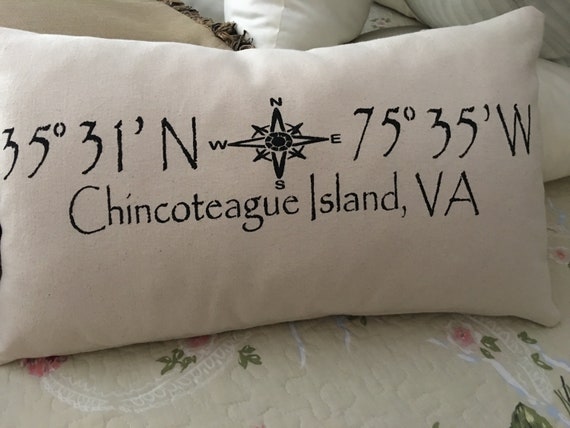 35° 31' N W N E S 75° 35' W
Chincoteague Island, VA